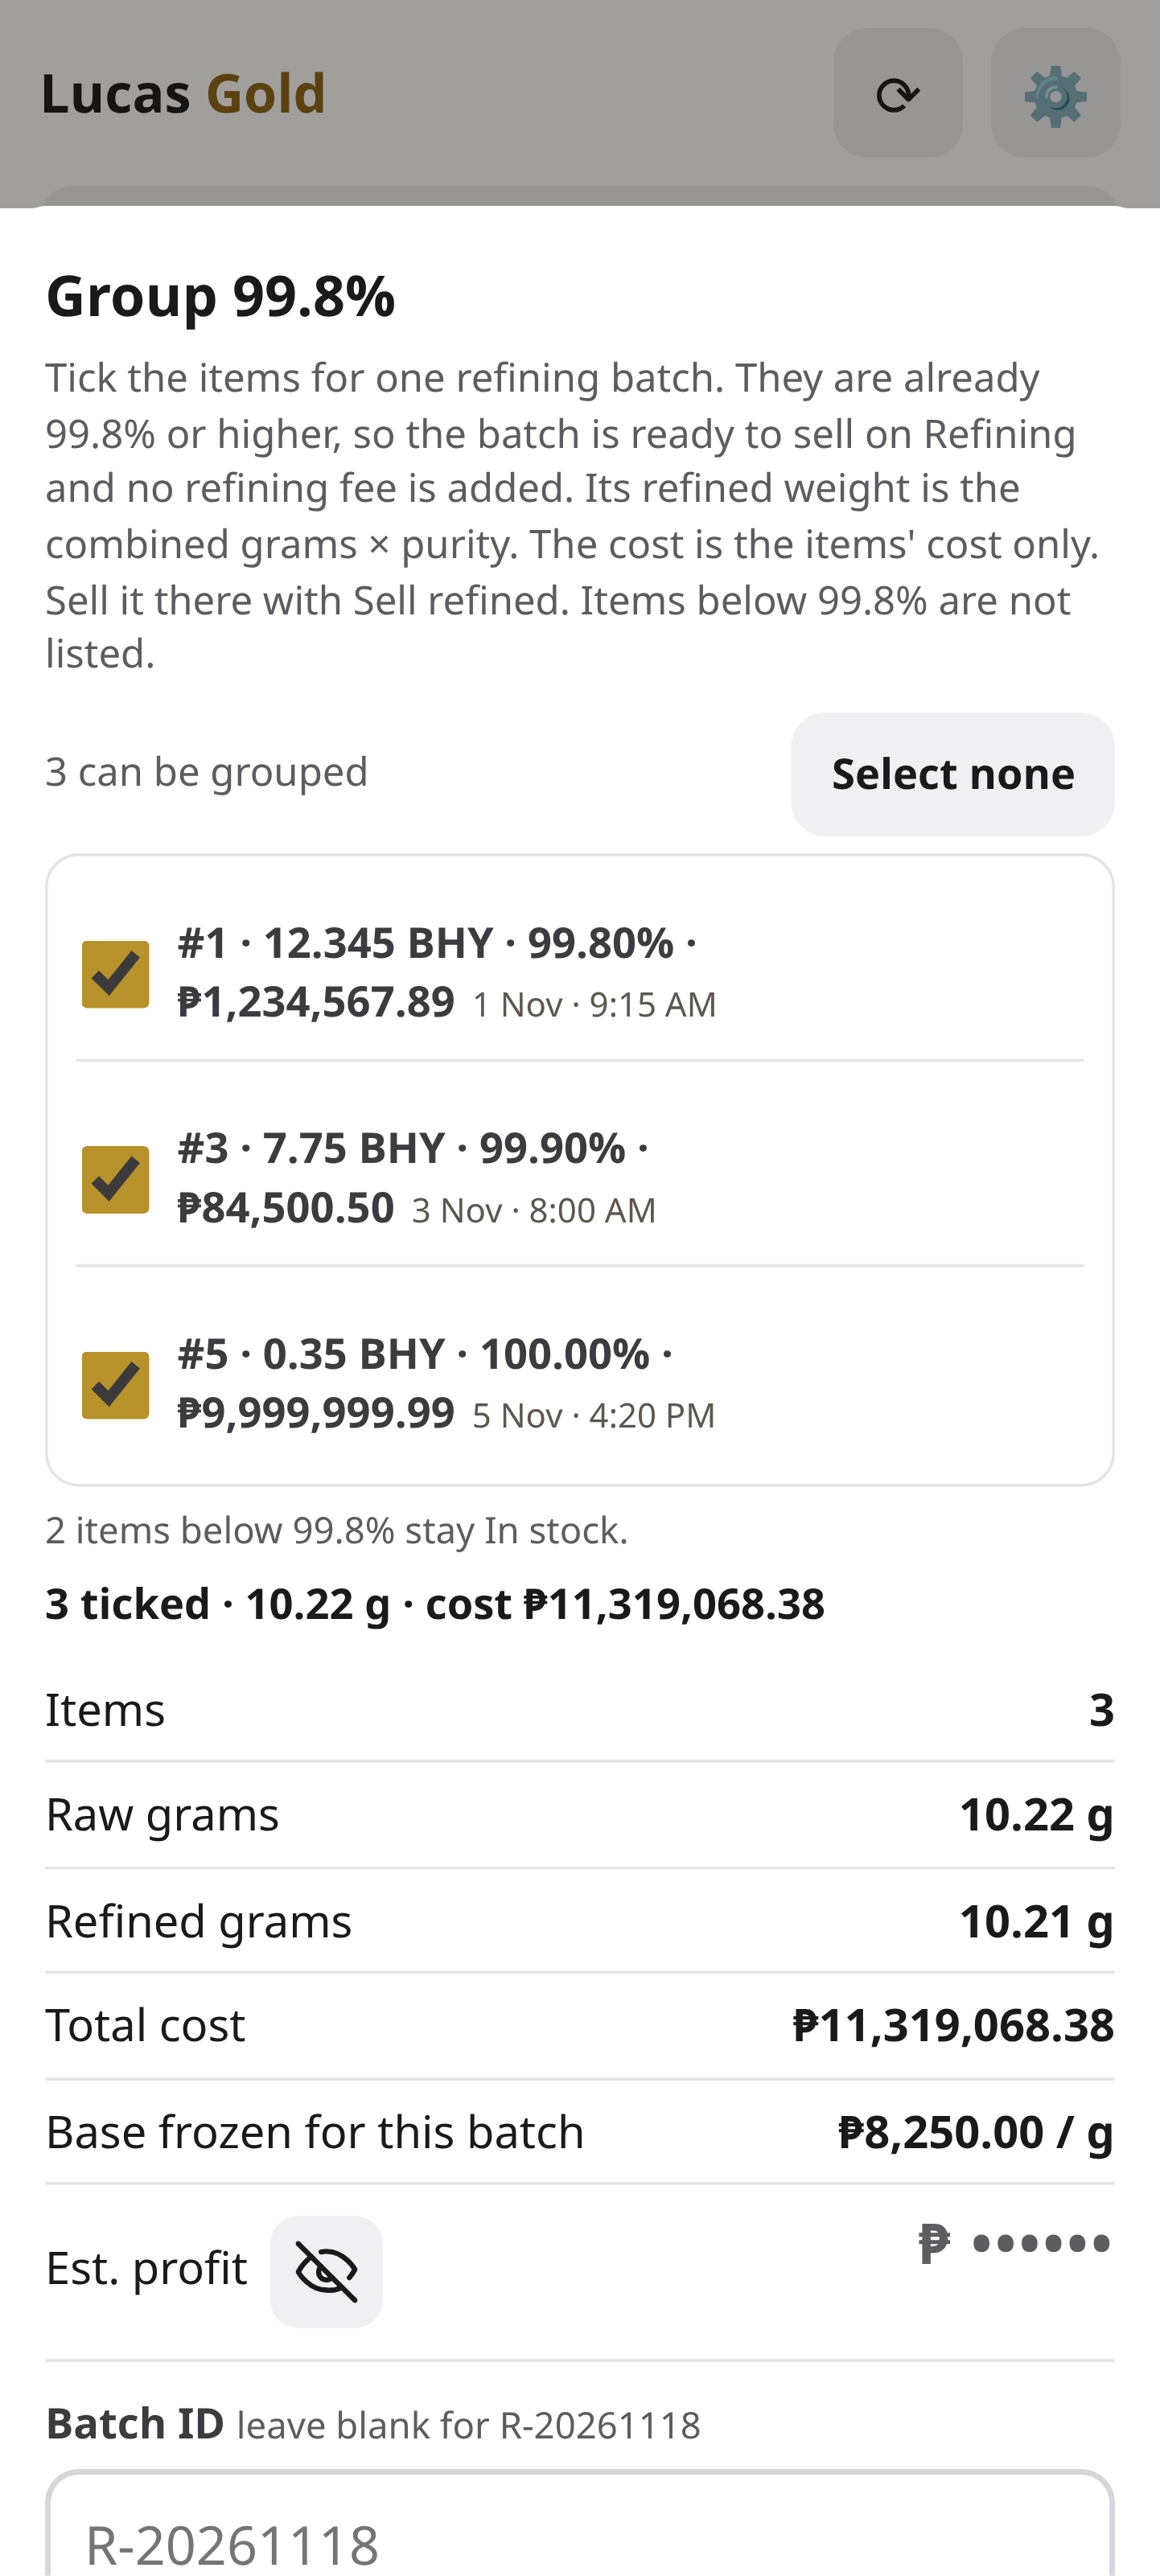 Lucas Gold
Group 99.8%
Tick the items for one refining batch. They are already
99.8% or higher, so the batch is ready to sell on Refining
and no refining fee is added. Its refined weight is the
combined grams × purity. The cost is the items' cost only.
Sell it there with Sell refined. Items below 99.8% are not
listed.
3 can be grouped
Select none
#1 · 12.345 BHY · 99.80% ·
₱1,234,567.89 1 Nov · 9:15 AM
#3 · 7.75 BHY · 99.90% ·
₱84,500.50 3 Nov · 8:00 AM
#5 · 0.35 BHY · 100.00% ·
₱9,999,999.99 5 Nov · 4:20 PM
2 items below 99.8% stay In stock.
3 ticked · 10.22 g · cost ₱11,319,068.38
Items 3
Raw grams 10.22 g
Refined grams 10.21 g
Total cost ₱11,319,068.38
Base frozen for this batch ₱8,250.00 / g
Est. profit ₱ ••••••
Batch ID leave blank for R-20261118
R-20261118